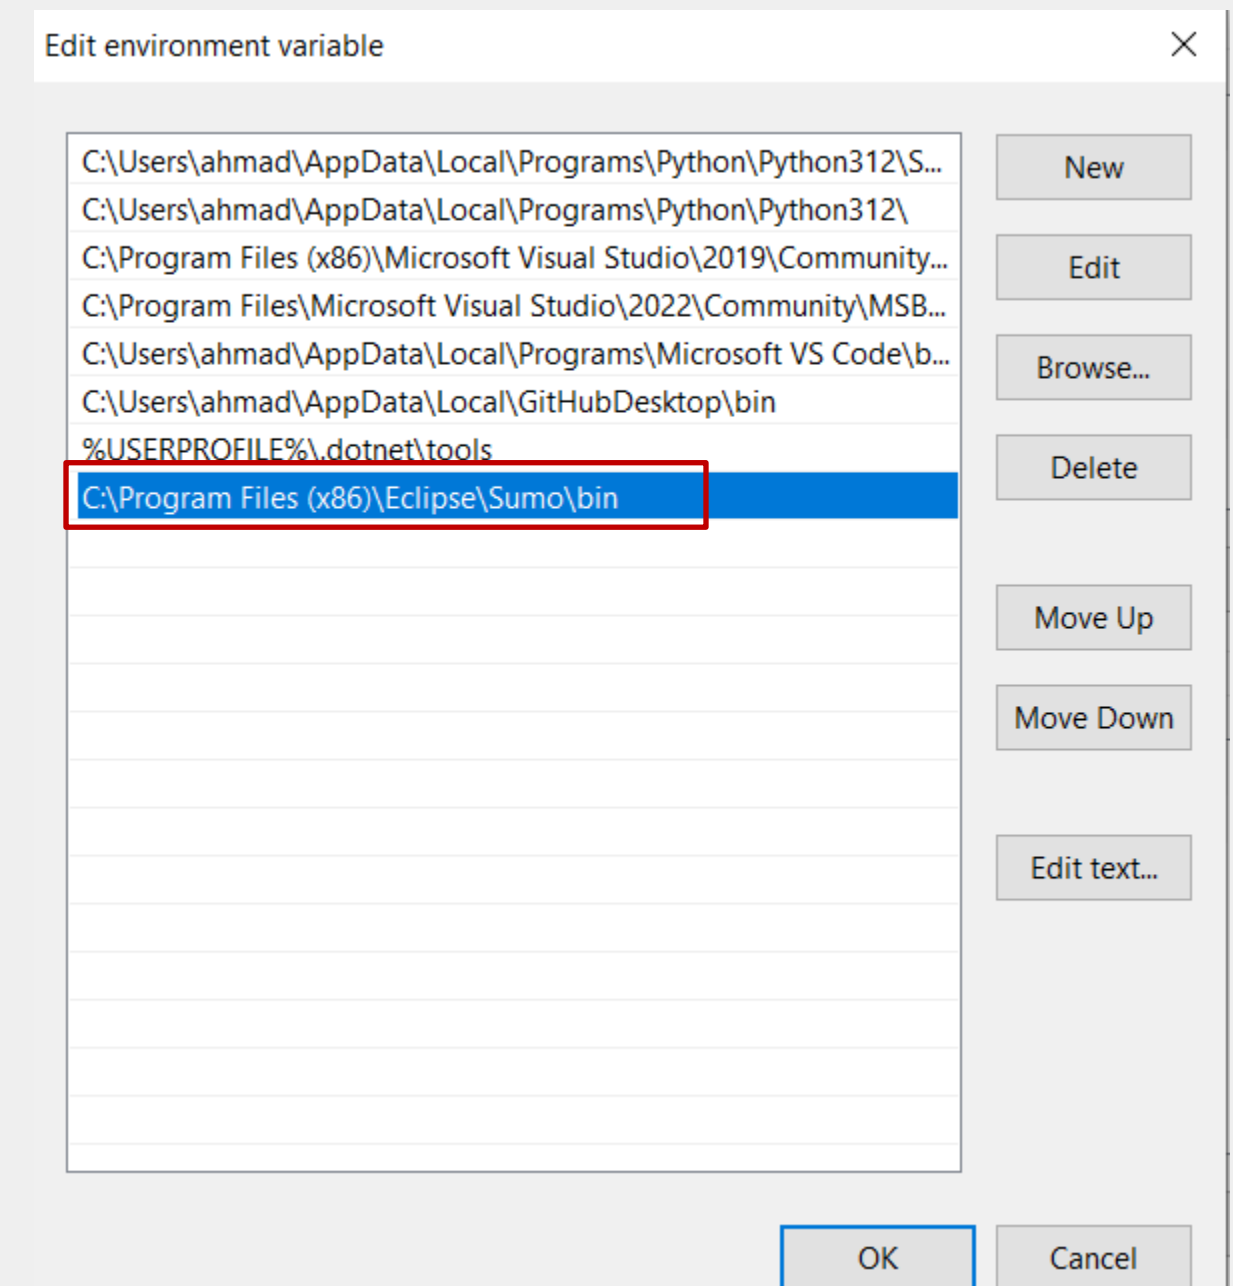 Edit environment variable
C:\Users\ahmad\AppData\Local\Programs\Python\Python312\S...
C:\Users\ahmad\AppData\Local\Programs\Python\Python312\
C:\Program Files (x86)\Microsoft Visual Studio\2019\Community...
C:\Program Files\Microsoft Visual Studio\2022\Community\MSB...
C:\Users\ahmad\AppData\Local\Programs\Microsoft VS Code\b...
C:\Users\ahmad\AppData\Local\GitHubDesktop\bin
%USERPROFILE%\.dotnet\tools
C:\Program Files (x86)\Eclipse\Sumo\bin
New
Edit
Browse...
Delete
Move Up
Move Down
Edit text...
OK
Cancel